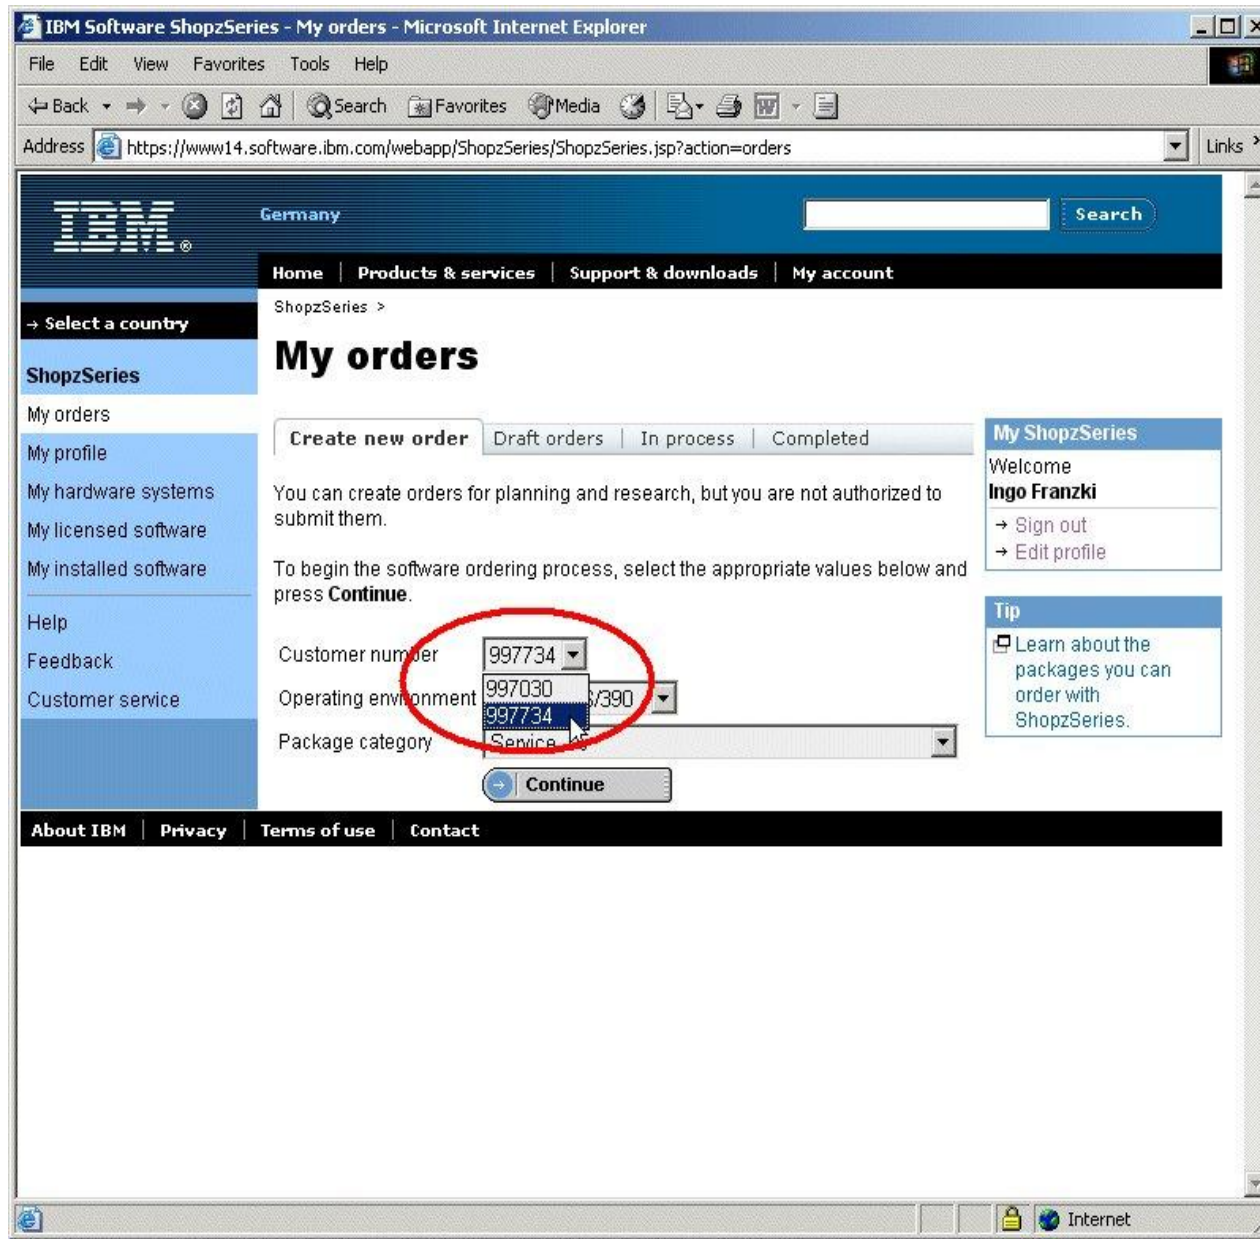 IBM Software ShopzSeries - My orders - Microsoft Internet Explorer
File Edit View Favorites Tools Help
Back Search Favorites Media
Address https://www14.software.ibm.com/webapp/ShopzSeries/ShopzSeries.jsp?action=orders Links
IBM®
Germany
Search
Home | Products & services | Support & downloads | My account
→ Select a country
ShopzSeries
My orders
My profile
My hardware systems
My licensed software
My installed software
Help
Feedback
Customer service
ShopzSeries >
My orders
Create new order Draft orders | In process | Completed
You can create orders for planning and research, but you are not authorized to
submit them.
To begin the software ordering process, select the appropriate values below and
press Continue.
Customer number 997734
997030
997734
Operating environment /390
Package category Service
Continue
My ShopzSeries
Welcome
Ingo Franzki
→ Sign out
→ Edit profile
Tip
Learn about the
packages you can
order with
ShopzSeries.
About IBM | Privacy | Terms of use | Contact
Internet